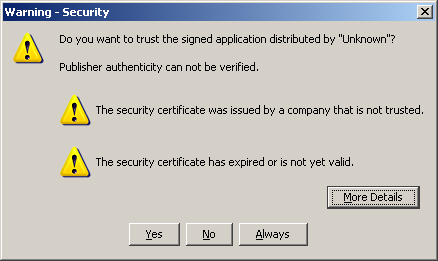 Warning - Security
Do you want to trust the signed application distributed by "Unknown"?
Publisher authenticity can not be verified.
The security certificate was issued by a company that is not trusted.
The security certificate has expired or is not yet valid.
More Details
Yes No Always